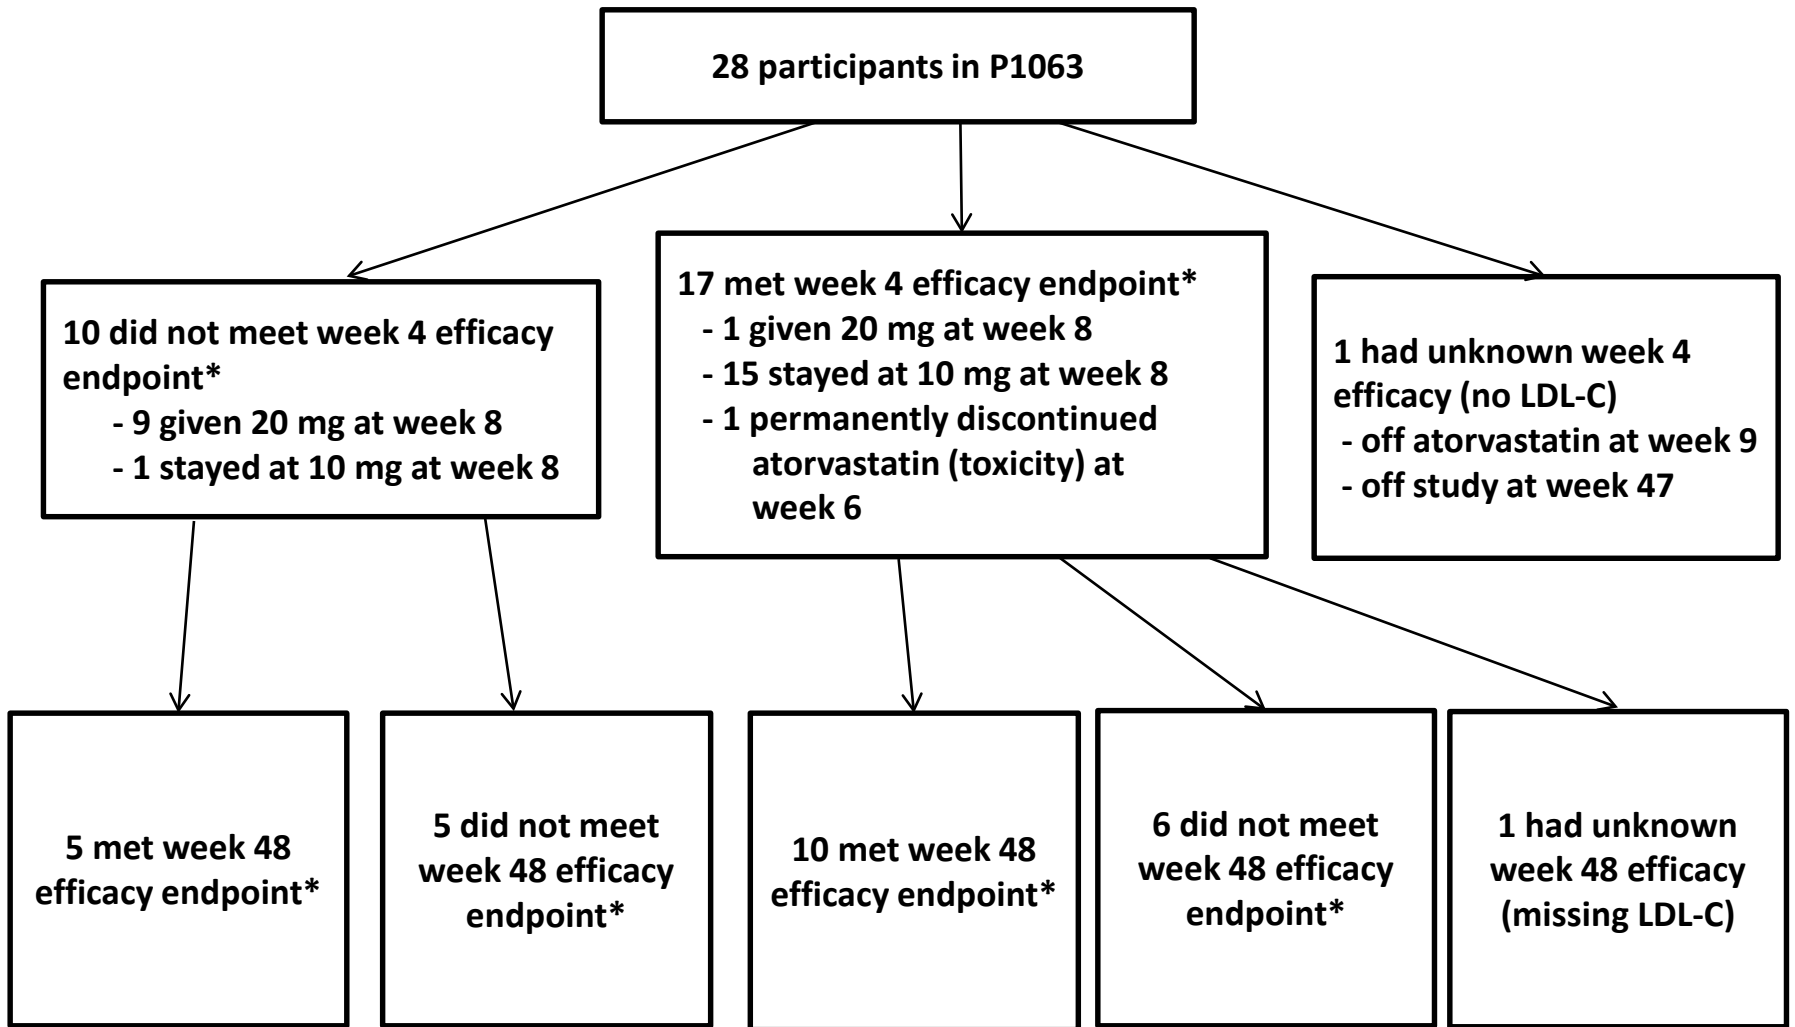 28 participants in P1063
10 did not meet week 4 efficacy
endpoint*
- 9 given 20 mg at week 8
- 1 stayed at 10 mg at week 8
17 met week 4 efficacy endpoint*
- 1 given 20 mg at week 8
- 15 stayed at 10 mg at week 8
- 1 permanently discontinued
atorvastatin (toxicity) at
week 6
1 had unknown week 4
efficacy (no LDL-C)
- off atorvastatin at week 9
- off study at week 47
5 met week 48
efficacy endpoint*
5 did not meet
week 48 efficacy
endpoint*
10 met week 48
efficacy endpoint*
6 did not meet
week 48 efficacy
endpoint*
1 had unknown
week 48 efficacy
(missing LDL-C)